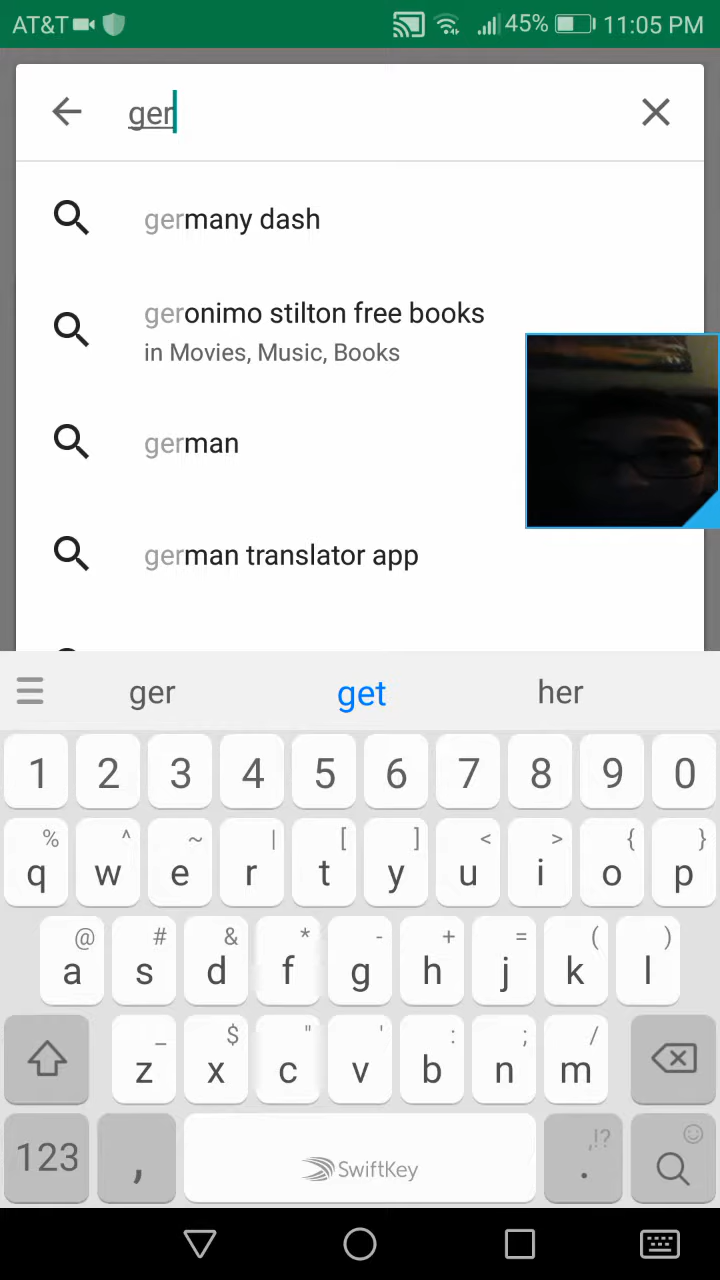 AT&T 45% 11:05 PM
ger
germany dash
geronimo stilton free books
in Movies, Music, Books
german
german translator app
ger get her
1 2 3 4 5 6 7 8 9 0
% ^ ~ | [ ] < > { }
q w e r t y u i o p
@ # & * - + = ( )
a s d f g h j k l
_ $ " ' : ; /
z x c v b n m
,!?
123 , SwiftKey .